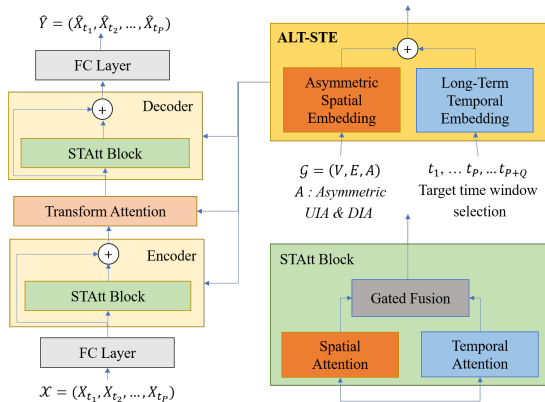 Ŷ = (X̂_{t_1}, X̂_{t_2}, …, X̂_{t_P})
FC Layer
+
Decoder
STAtt Block
Transform Attention
+
Encoder
STAtt Block
FC Layer
𝒳 = (X_{t_1}, X_{t_2}, …, X_{t_P})
ALT-STE
+
Asymmetric
Spatial
Embedding
Long-Term
Temporal
Embedding
𝒢 = (V, E, A)
A : Asymmetric
UIA & DIA
t_1, … t_P, … t_{P+Q}
Target time window
selection
STAtt Block
Gated Fusion
Spatial
Attention
Temporal
Attention